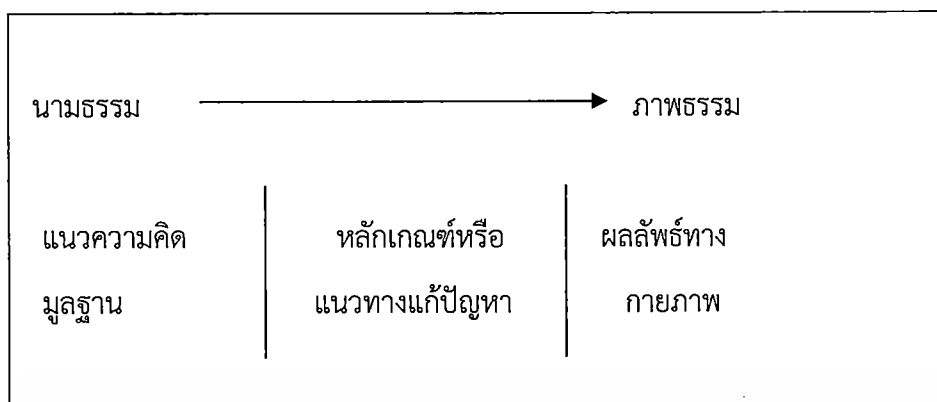 นามธรรม ภาพธรรม
แนวความคิด หลักเกณฑ์หรือ ผลลัพธ์ทาง
มูลฐาน แนวทางแก้ปัญหา กายภาพ